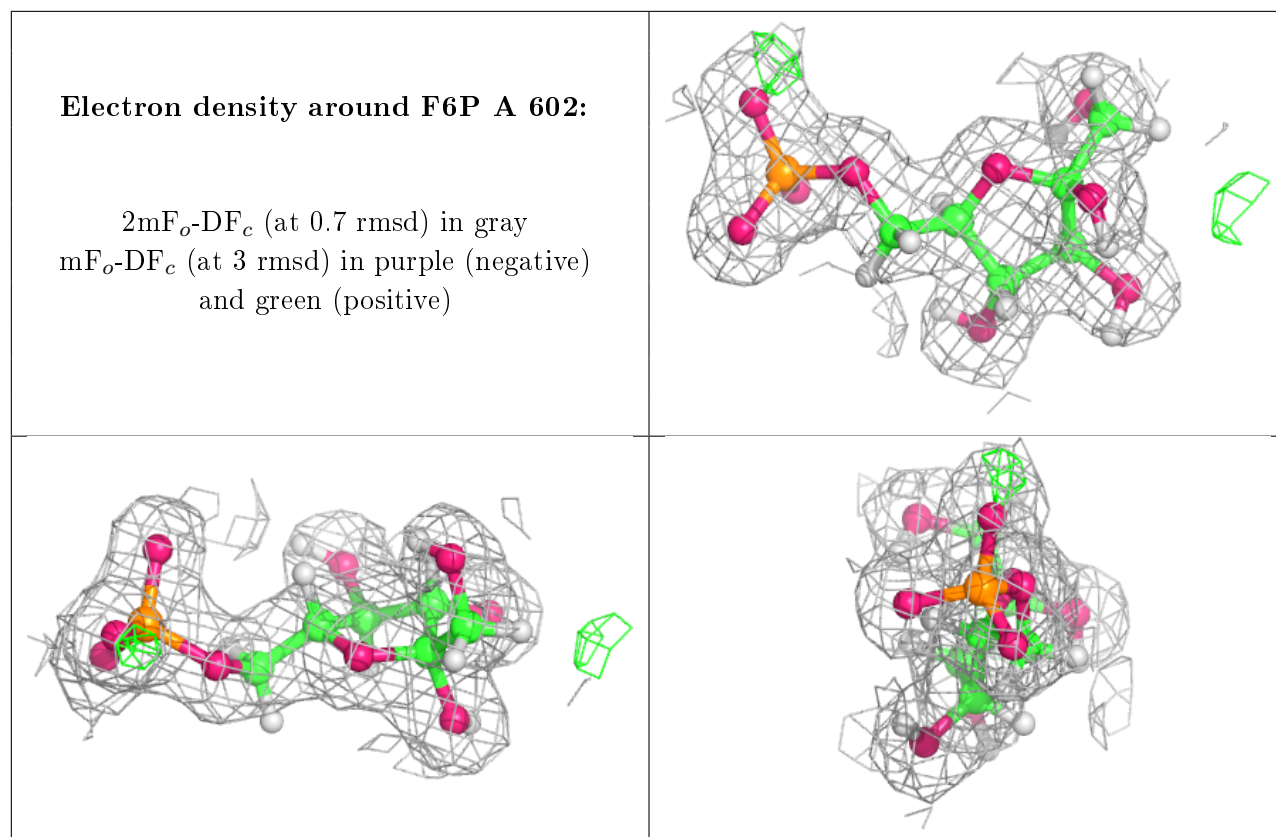 Electron density around F6P A 602:
2mFₒ-DF𝒸 (at 0.7 rmsd) in gray
mFₒ-DF𝒸 (at 3 rmsd) in purple (negative)
and green (positive)